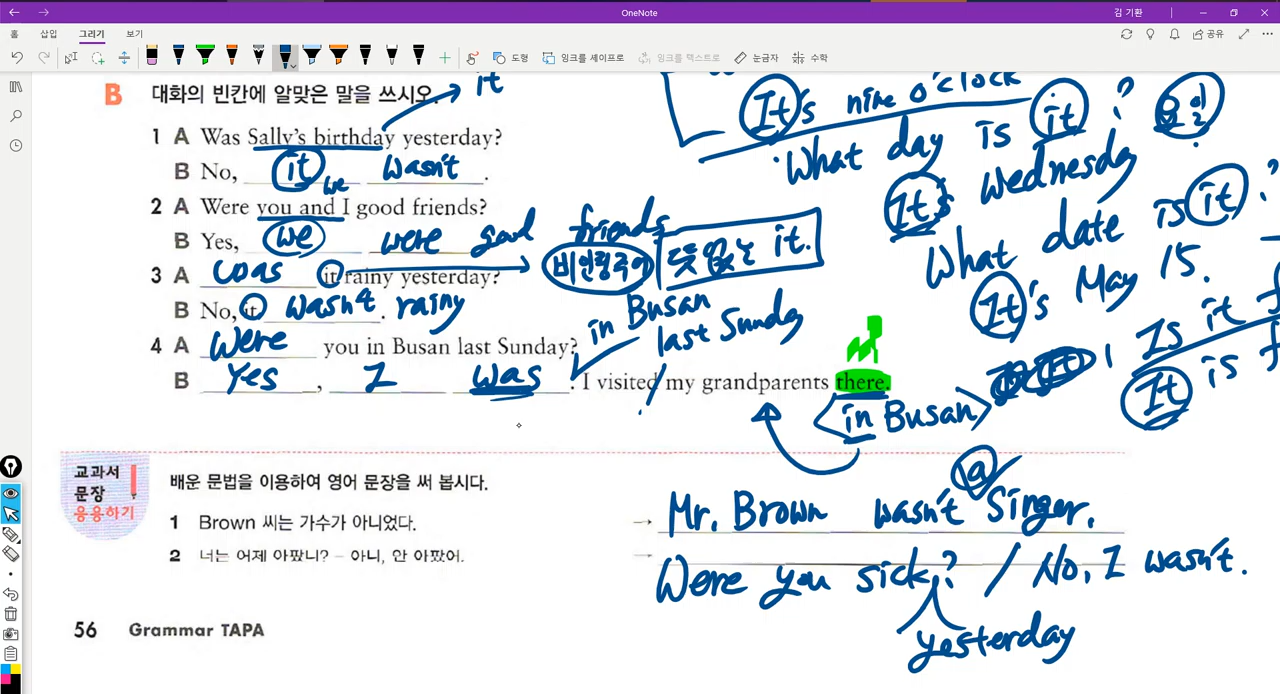 OneNote
김 기환
홈 삽입 그리기 보기
공유
도형 잉크를 셰이프로 잉크를 텍스트로 눈금자 수학
B 대화의 빈칸에 알맞은 말을 쓰시오. it
1 A Was Sally's birthday yesterday?
B No, it wasn't.
we
2 A Were you and I good friends?
B Yes, we were good friends
3 A was it rainy yesterday? 비인칭주어 뜻없는 it.
B No, it wasn't. rainy
in Busan
last Sunday
4 A Were you in Busan last Sunday?
B Yes, I was. I visited my grandparents there.
in Busan
It's nine o'clock
What day is it? 요일
It's Wednesday
What date is it?
It's May 15.
Is it
It is
교과서
문장
응용하기
배운 문법을 이용하여 영어 문장을 써 봅시다.
1 Brown 씨는 가수가 아니었다. → Mr. Brown wasn't a Singer.
2 너는 어제 아팠니? – 아니, 안 아팠어. → Were you sick? / No, I wasn't.
yesterday
56 Grammar TAPA